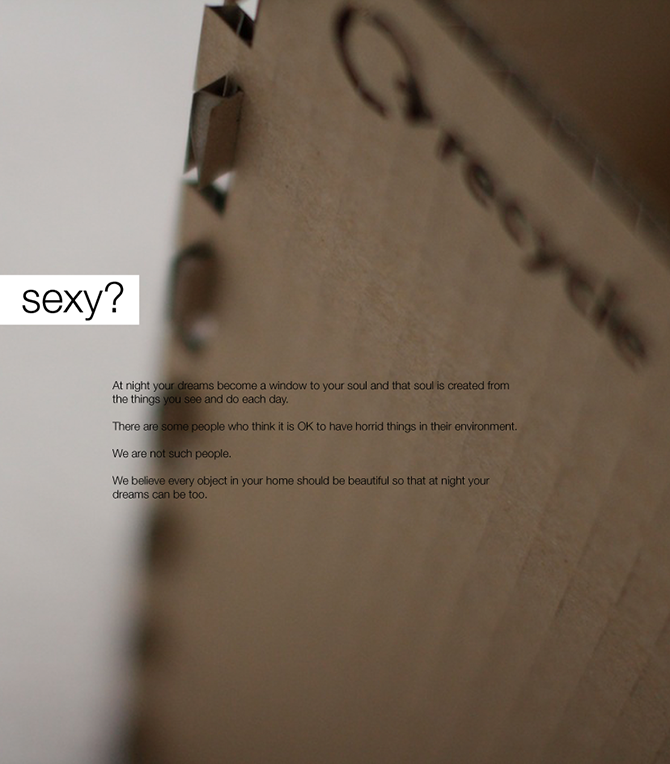 recycle
sexy?
At night your dreams become a window to your soul and that soul is created from
the things you see and do each day.
There are some people who think it is OK to have horrid things in their environment.
We are not such people.
We believe every object in your home should be beautiful so that at night your
dreams can be too.